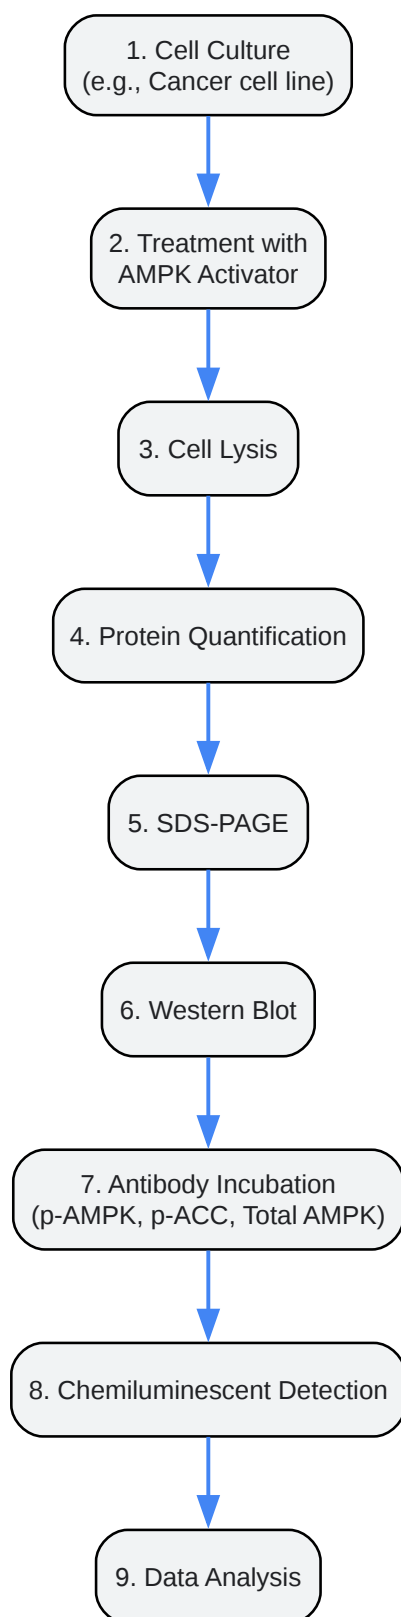 1. Cell Culture
(e.g., Cancer cell line)
2. Treatment with
AMPK Activator
3. Cell Lysis
4. Protein Quantification
5. SDS-PAGE
6. Western Blot
7. Antibody Incubation
(p-AMPK, p-ACC, Total AMPK)
8. Chemiluminescent Detection
9. Data Analysis